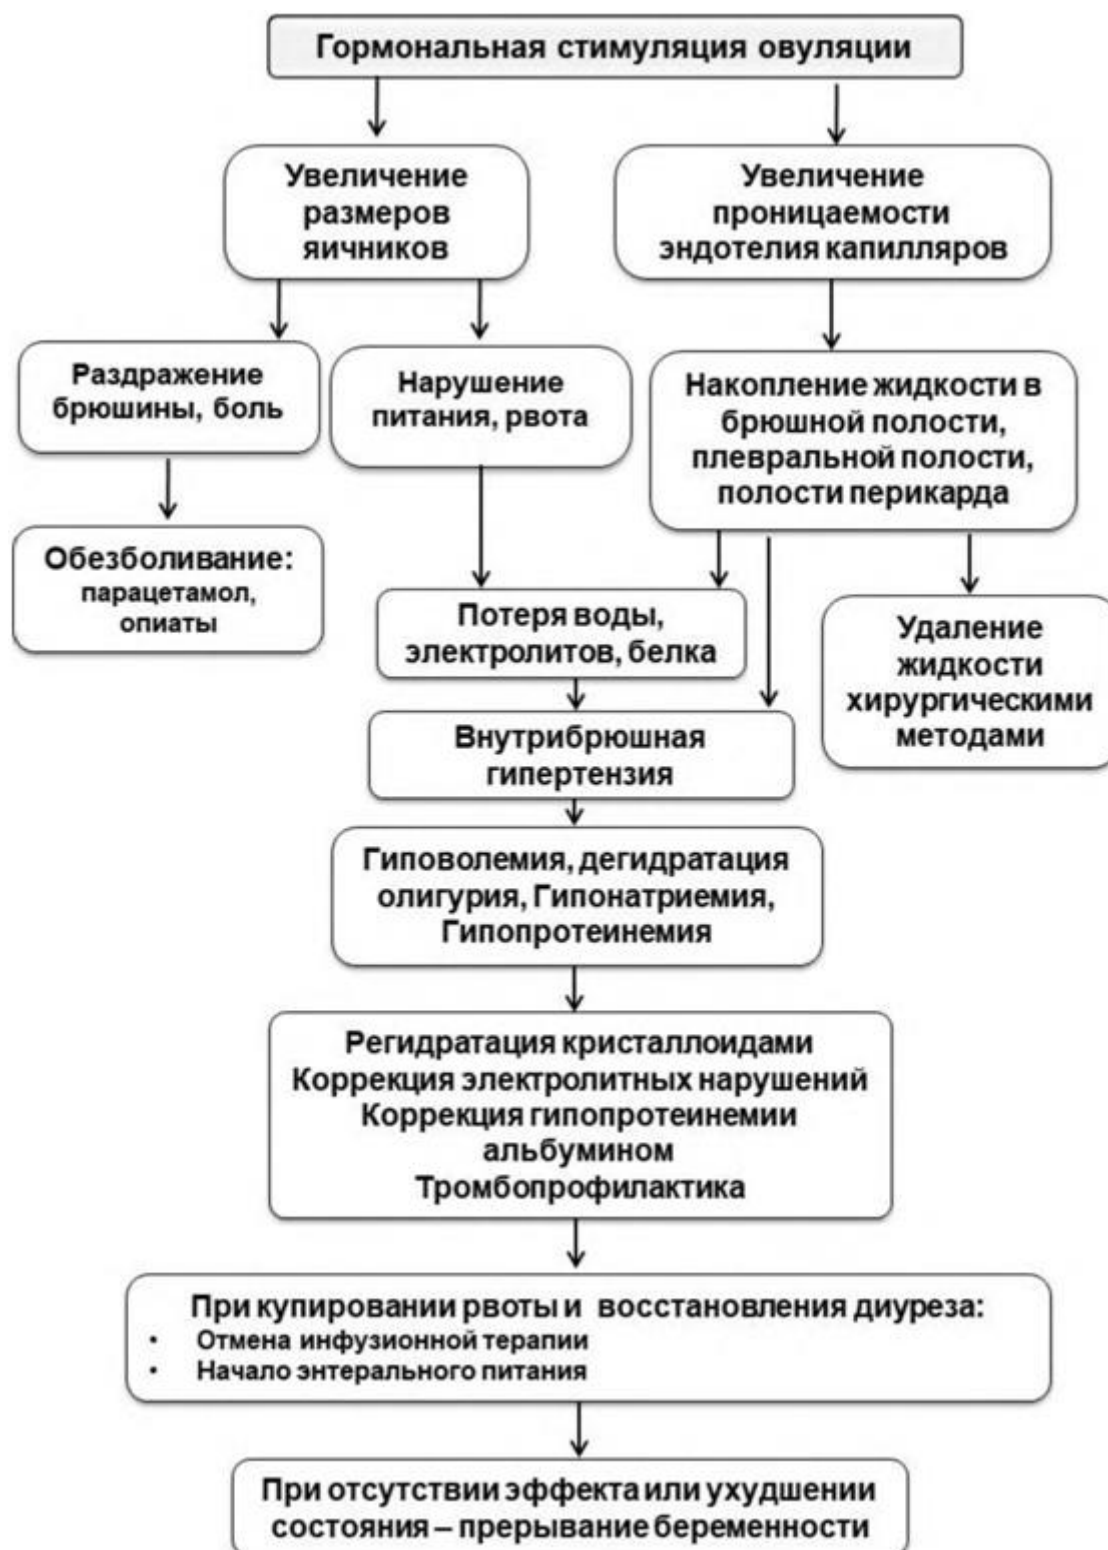 Гормональная стимуляция овуляции
Увеличение
размеров
яичников
Увеличение
проницаемости
эндотелия капилляров
Раздражение
брюшины, боль
Нарушение
питания, рвота
Накопление жидкости в
брюшной полости,
плевральной полости,
полости перикарда
Обезболивание:
парацетамол,
опиаты
Потеря воды,
электролитов, белка
Удаление
жидкости
хирургическими
методами
Внутрибрюшная
гипертензия
Гиповолемия, дегидратация
олигурия, Гипонатриемия,
Гипопротеинемия
Регидратация кристаллоидами
Коррекция электролитных нарушений
Коррекция гипопротеинемии
альбумином
Тромбопрофилактика
При купировании рвоты и восстановления диуреза:
• Отмена инфузионной терапии
• Начало энтерального питания
При отсутствии эффекта или ухудшении
состояния – прерывание беременности